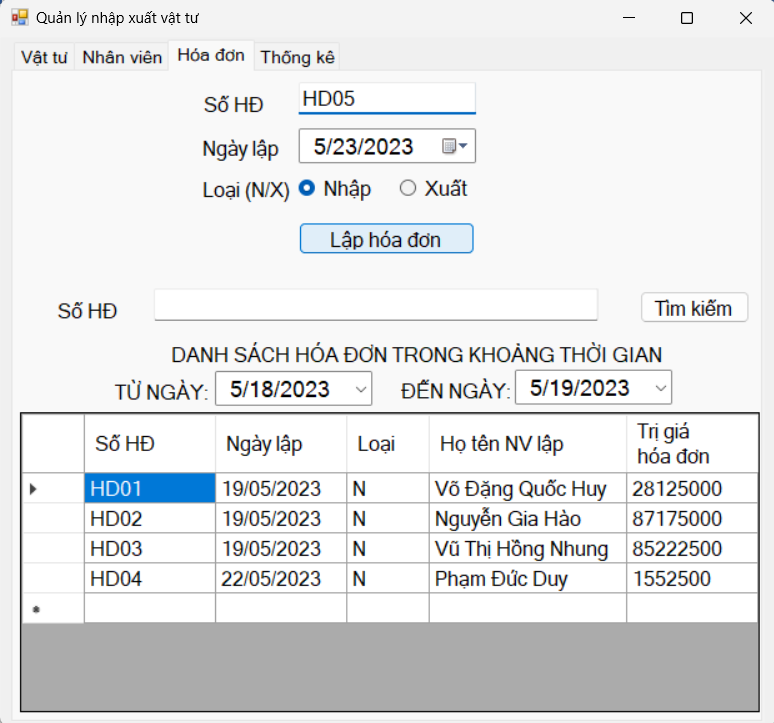 Quản lý nhập xuất vật tư
Vật tư Nhân viên Hóa đơn Thống kê
Số HĐ HD05
Ngày lập 5/23/2023
Loại (N/X) Nhập Xuất
Lập hóa đơn
Số HĐ Tìm kiếm
DANH SÁCH HÓA ĐƠN TRONG KHOẢNG THỜI GIAN
TỪ NGÀY: 5/18/2023 ĐẾN NGÀY: 5/19/2023
Số HĐ Ngày lập Loại Họ tên NV lập Trị giá hóa đơn
HD01 19/05/2023 N Võ Đặng Quốc Huy 28125000
HD02 19/05/2023 N Nguyễn Gia Hào 87175000
HD03 19/05/2023 N Vũ Thị Hồng Nhung 85222500
HD04 22/05/2023 N Phạm Đức Duy 1552500